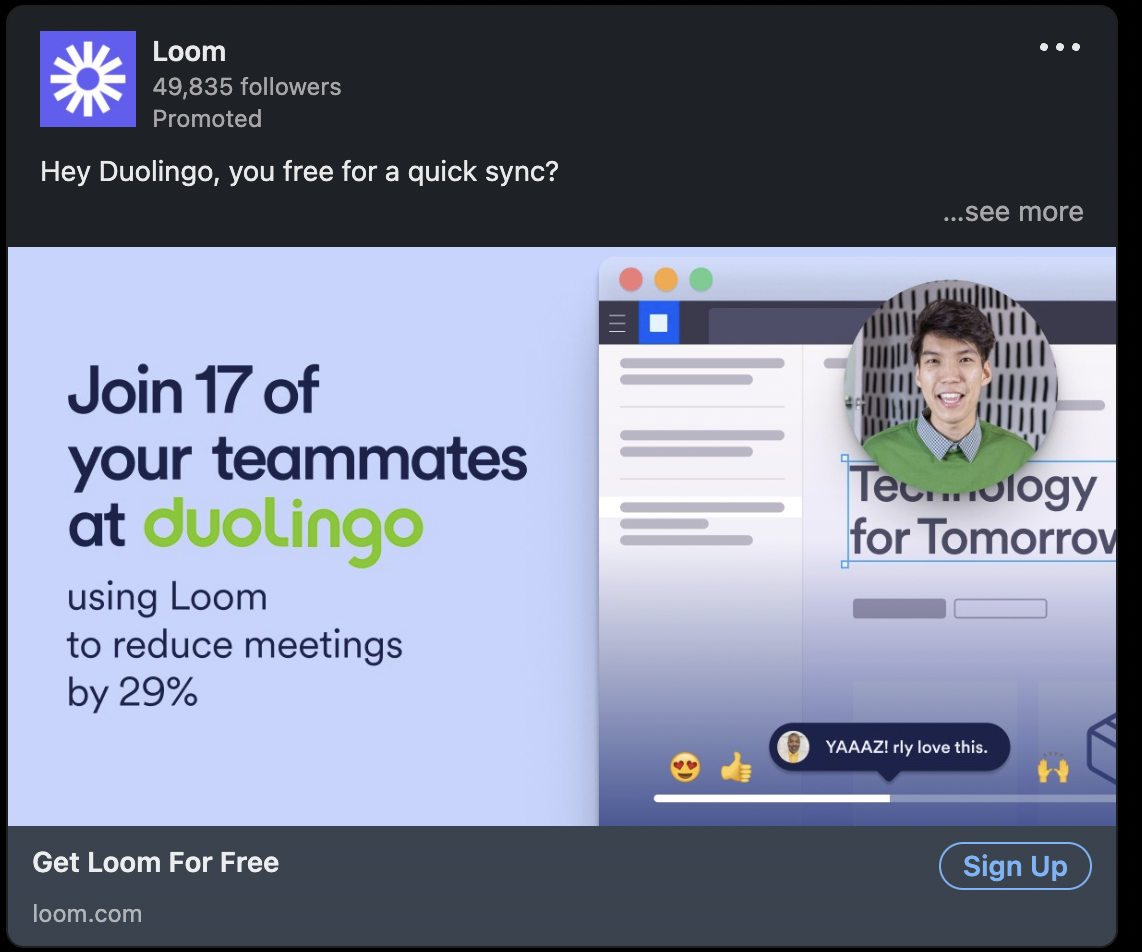 Loom
49,835 followers
Promoted
Hey Duolingo, you free for a quick sync?
...see more
Join 17 of
your teammates
at duolingo
using Loom
to reduce meetings
by 29%
Technology
for Tomorrow
YAAAZ! rly love this.
Get Loom For Free
Sign Up
loom.com